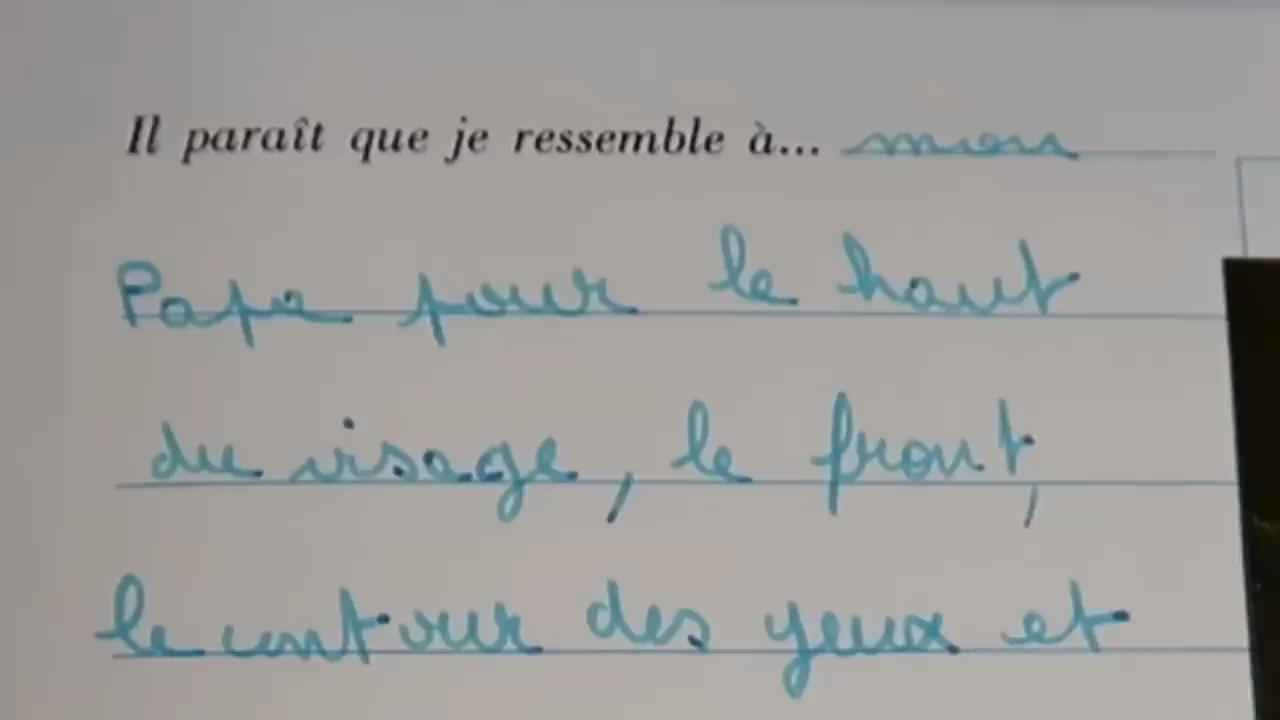 Il paraît que je ressemble à... mon
Papa pour le haut
du visage, le front,
le contour des yeux et